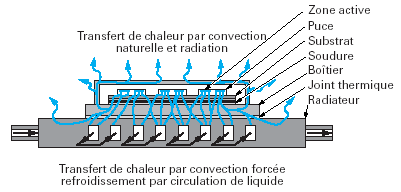 Zone active
Puce
Substrat
Soudure
Boîtier
Joint thermique
Radiateur
Transfert de chaleur par convection
naturelle et radiation
Transfert de chaleur par convection forcée
refroidissement par circulation de liquide